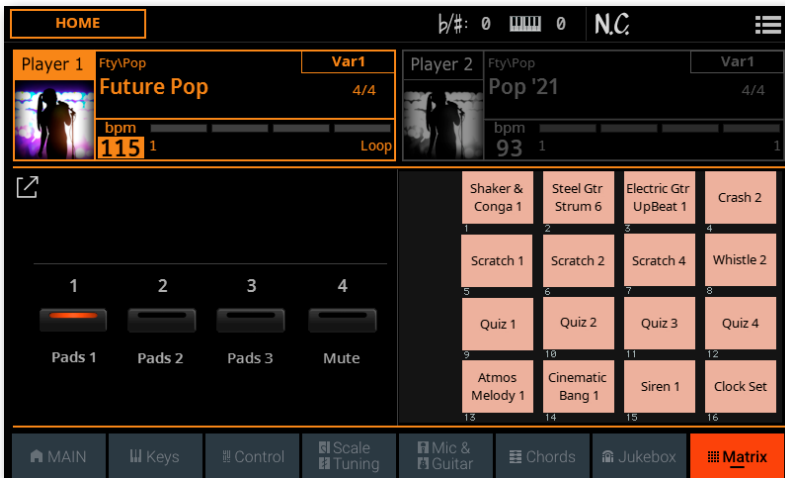 HOME
b/#: 0 0 N.C.
Player 1 Fty\Pop Var1
Future Pop 4/4
bpm
115 1 Loop
Player 2 Fty\Pop Var1
Pop '21 4/4
bpm
93 1 1
Shaker & Conga 1
1
Steel Gtr Strum 6
2
Electric Gtr UpBeat 1
3
Crash 2
4
Scratch 1
5
Scratch 2
6
Scratch 4
7
Whistle 2
8
Quiz 1
9
Quiz 2
10
Quiz 3
11
Quiz 4
12
Atmos Melody 1
13
Cinematic Bang 1
14
Siren 1
15
Clock Set
16
1 2 3 4
Pads 1 Pads 2 Pads 3 Mute
MAIN Keys Control Scale Tuning Mic & Guitar Chords Jukebox Matrix